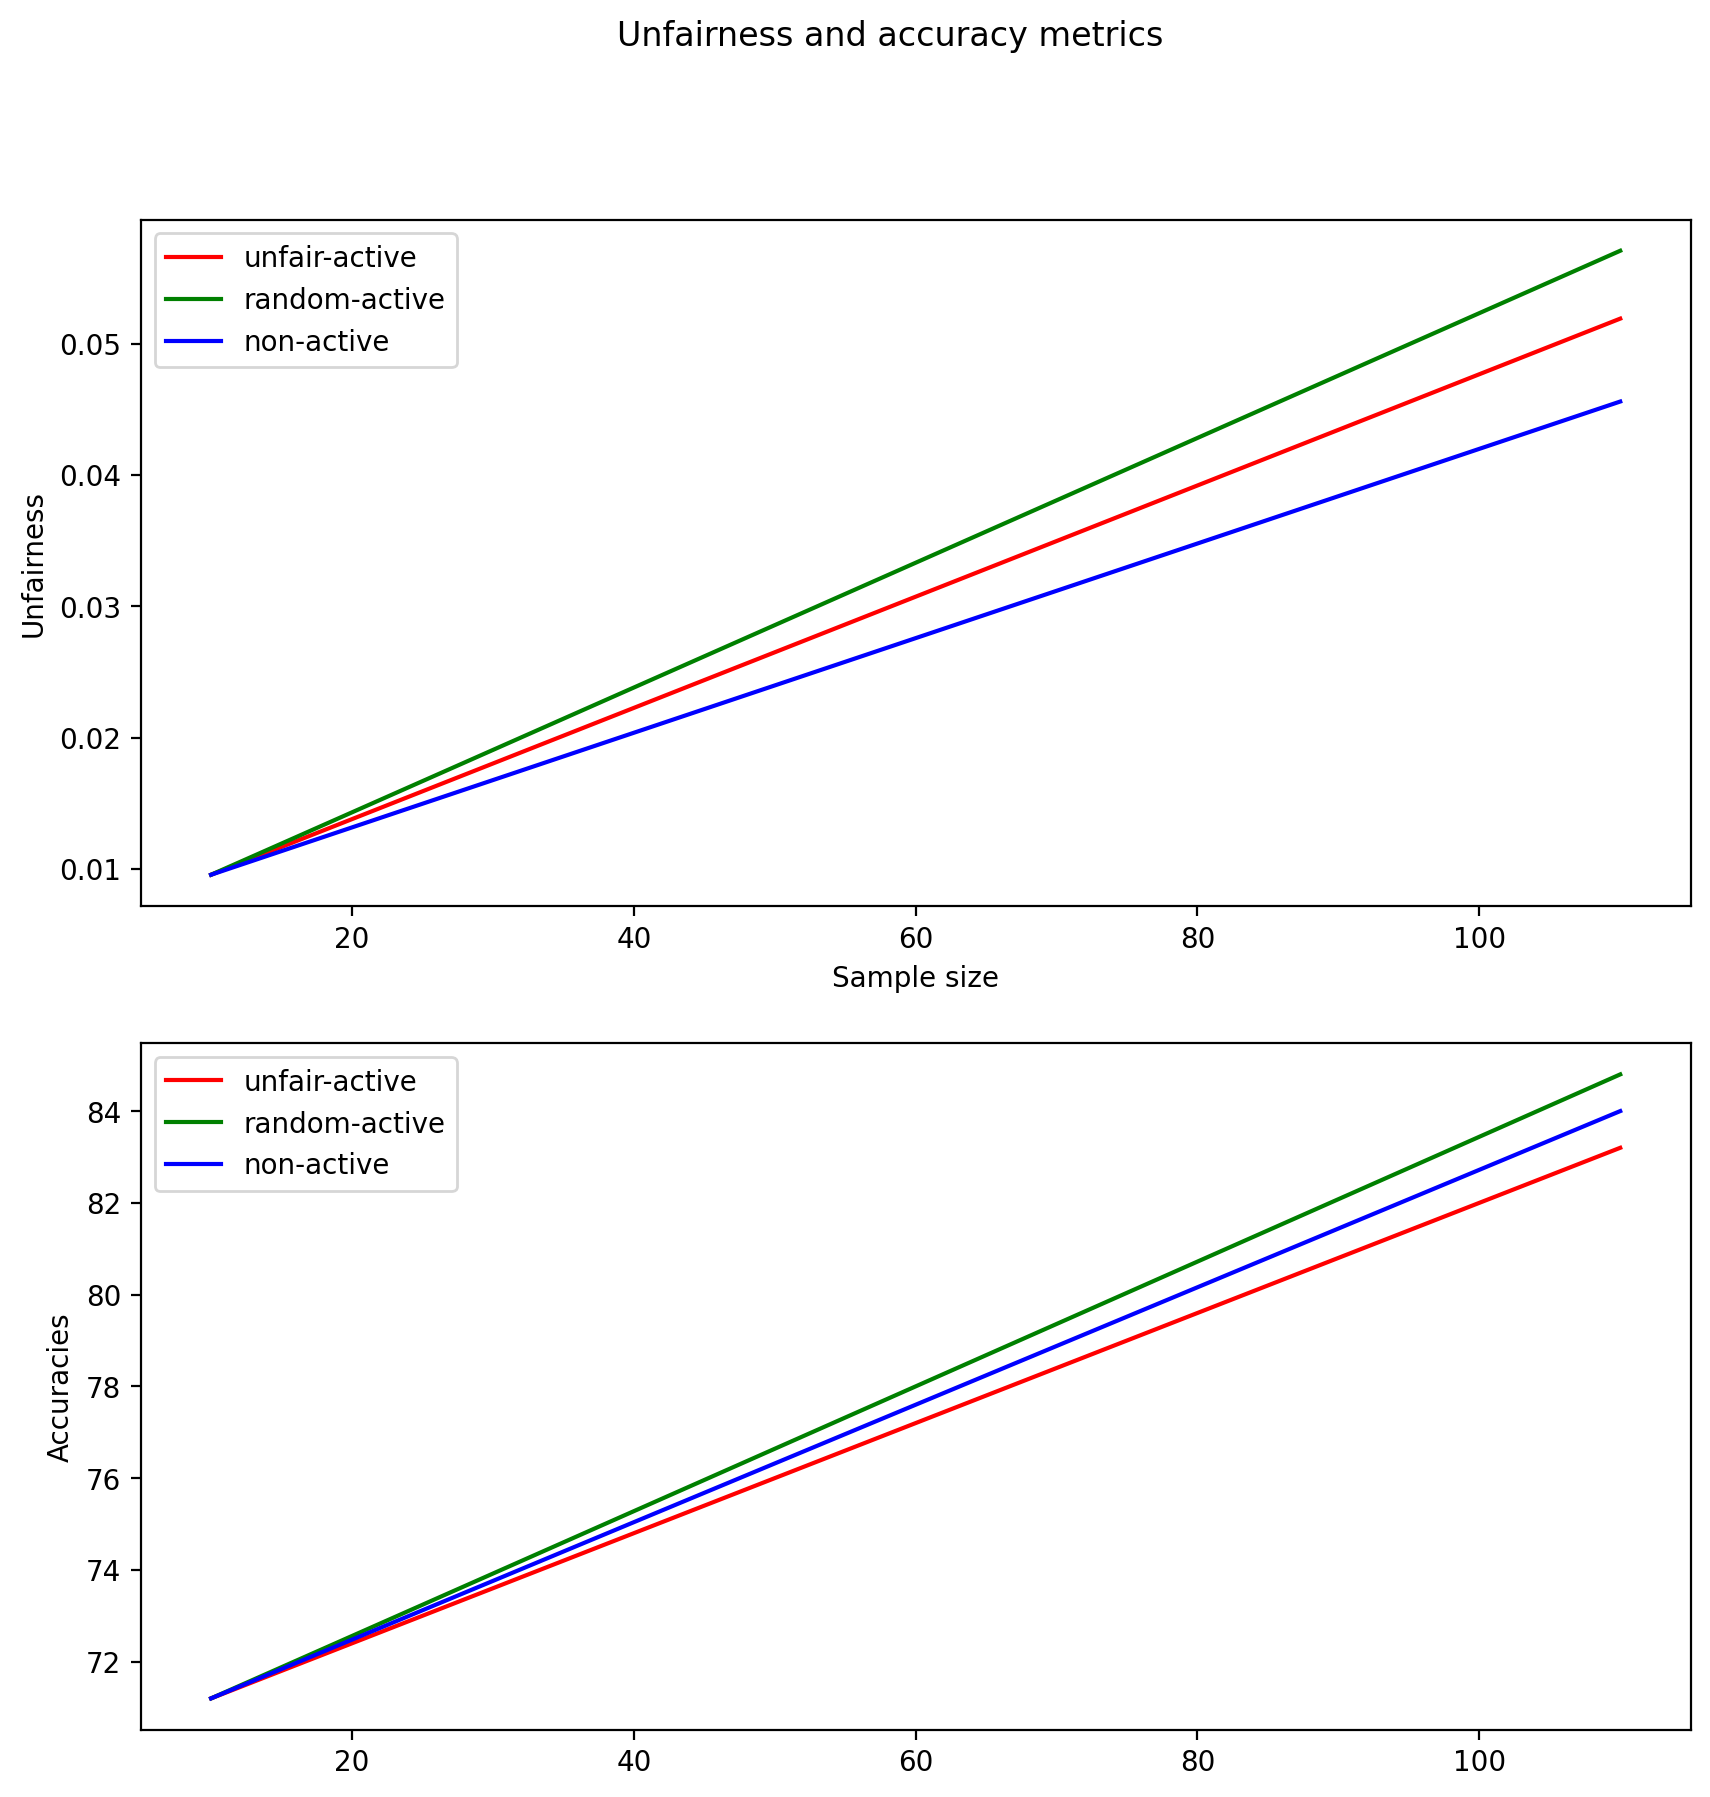 Unfairness and accuracy metrics
unfair-active
random-active
non-active
0.05
0.04
0.03
0.02
0.01
Unfairness
20 40 60 80 100
Sample size
unfair-active
random-active
non-active
84
82
80
78
76
74
72
Accuracies
20 40 60 80 100